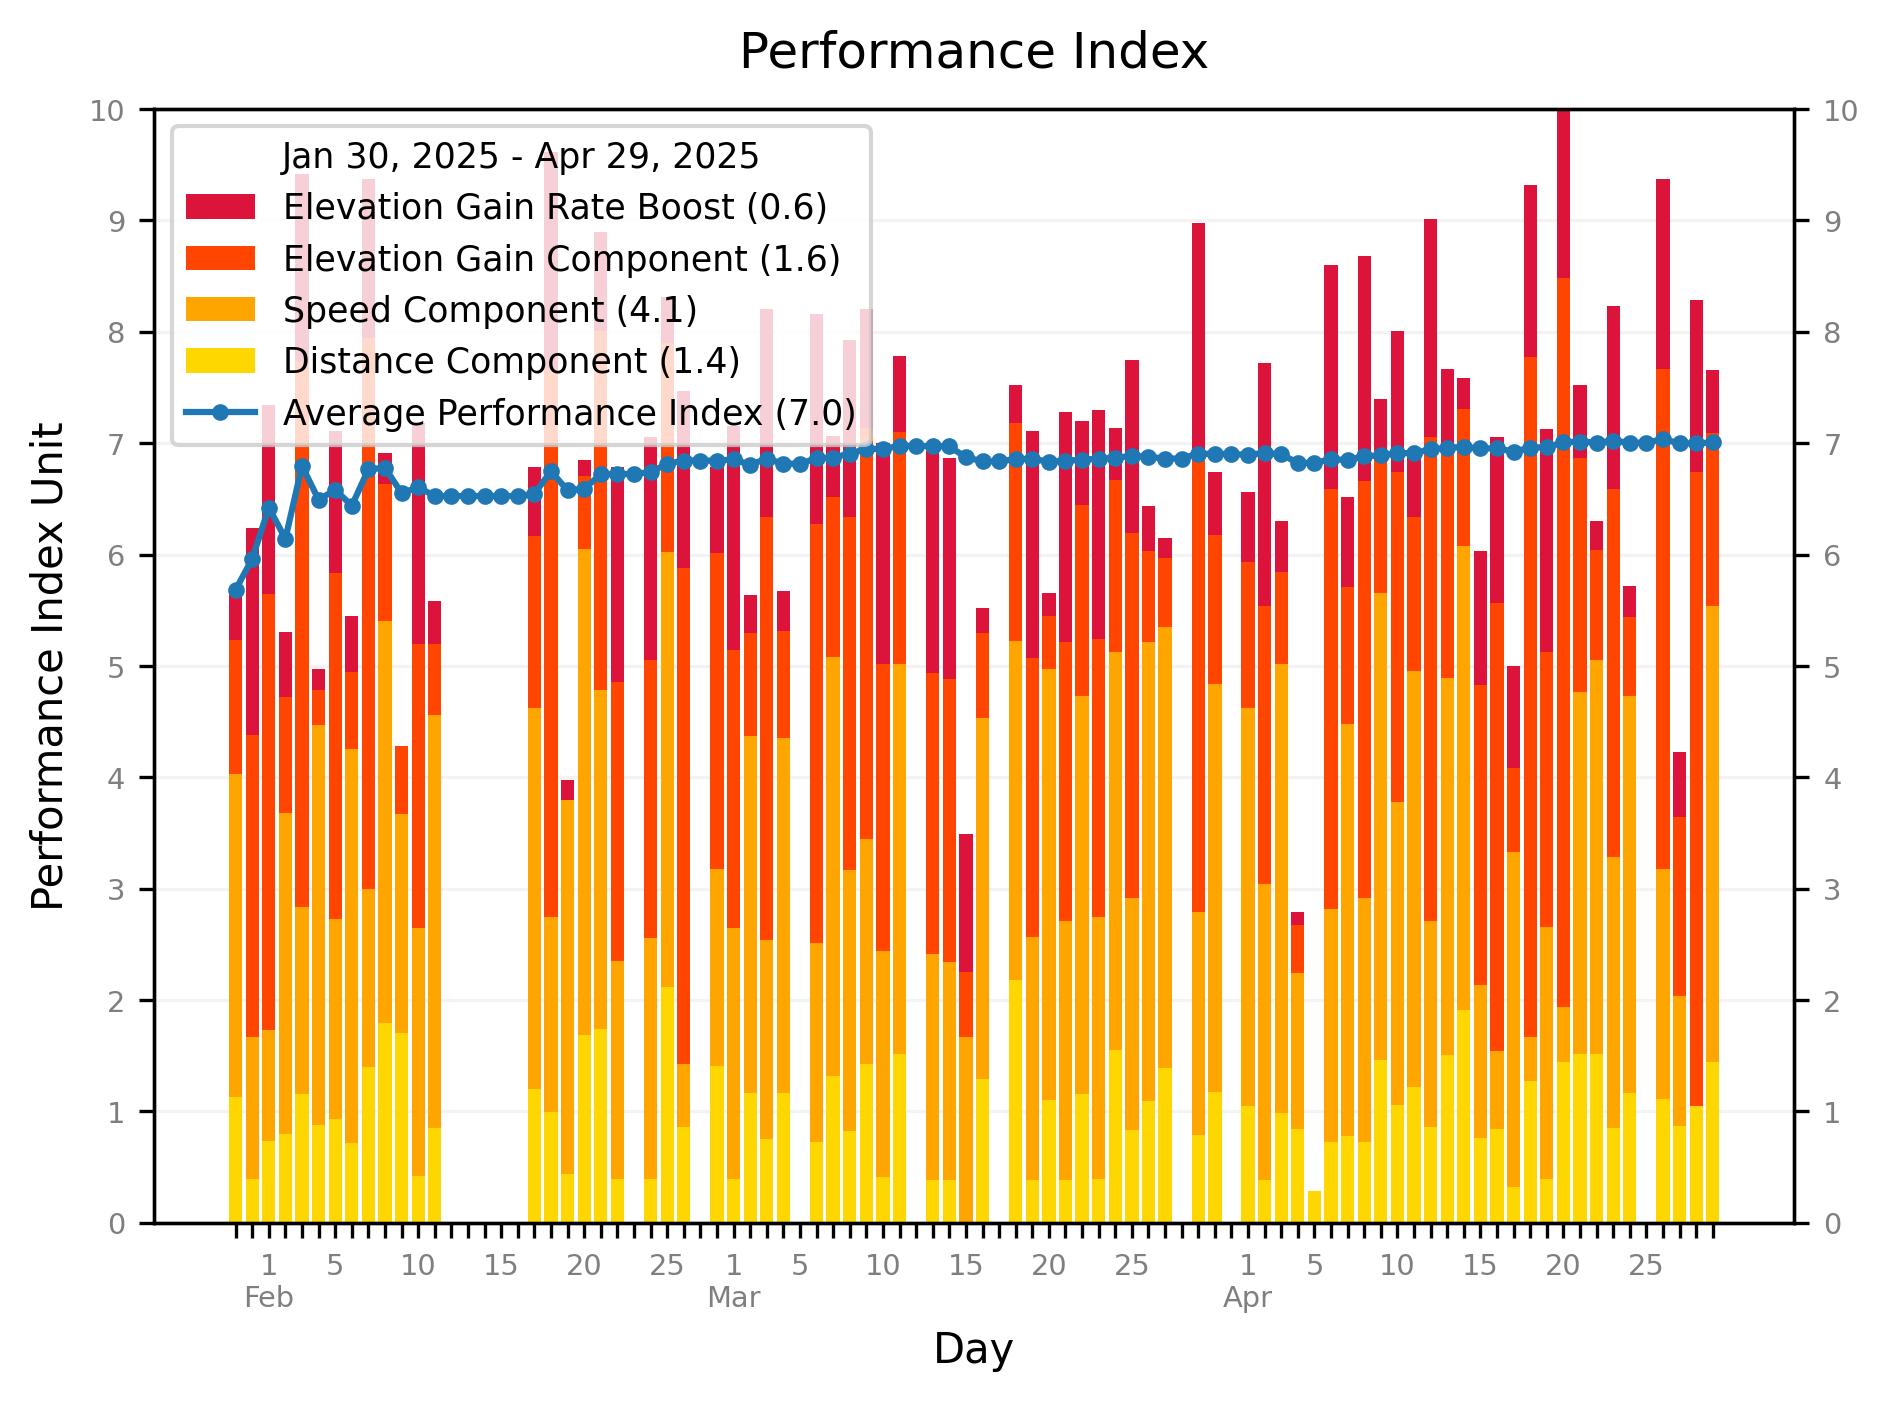 Performance Index
Jan 30, 2025 - Apr 29, 2025
Elevation Gain Rate Boost (0.6)
Elevation Gain Component (1.6)
Speed Component (4.1)
Distance Component (1.4)
Average Performance Index (7.0)
Performance Index Unit
10
9
8
7
6
5
4
3
2
1
0
10
9
8
7
6
5
4
3
2
1
0
1 5 10 15 20 25 1 5 10 15 20 25 1 5 10 15 20 25
Feb Mar Apr
Day